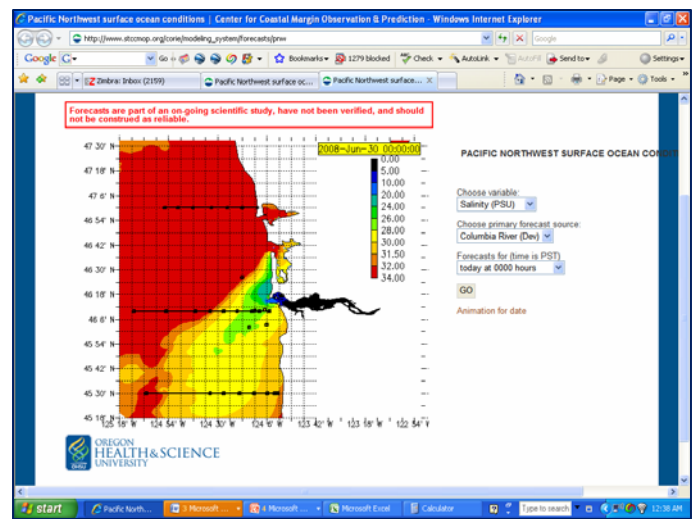 Pacific Northwest surface ocean conditions | Center for Coastal Margin Observation & Prediction - Windows Internet Explorer
http://www.stccmop.org/corie/modeling_system/forecasts/pnw
Google
Google G Go Bookmarks 1279 blocked Check AutoLink AutoFill Send to Settings
Zimbra: Inbox (2159) Pacific Northwest surface oc... Pacific Northwest surface... X Page Tools
Forecasts are part of an on-going scientific study, have not been verified, and should
not be construed as reliable.
2008-Jun-30 00:00:00
PACIFIC NORTHWEST SURFACE OCEAN CONDI
47 30' N
47 18' N
47 6' N
46 54' N
46 42' N
46 30' N
46 18' N
46 6' N
45 54' N
45 42' N
45 30' N
45 18' N
0.00
5.00
10.00
20.00
24.00
26.00
28.00
30.00
31.50
32.00
34.00
125 18' W 124 54' W 124 30' W 124 6' W 123 42' W 123 18' W 122 54' W
Choose variable:
Salinity (PSU)
Choose primary forecast source:
Columbia River (Dev)
Forecasts for (time is PST)
today at 0000 hours
GO
Animation for date
OHSU
OREGON
HEALTH&SCIENCE
UNIVERSITY
start Pacific North... 3 Microsoft ... 4 Microsoft ... Microsoft Excel Calculator Type to search 12:38 AM